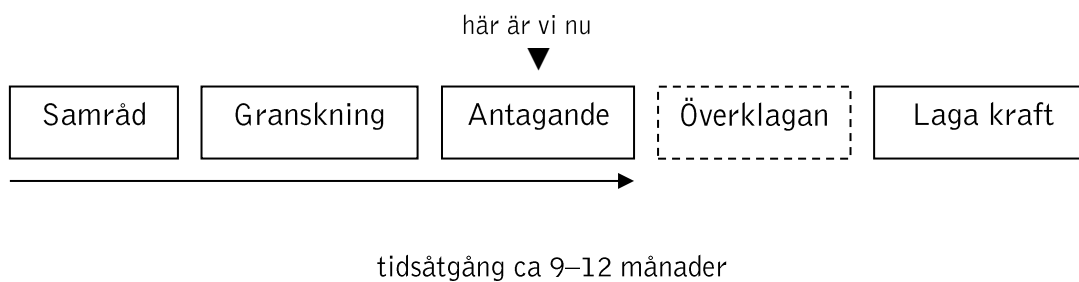 här är vi nu
Samråd Granskning Antagande Överklagan Laga kraft
tidsåtgång ca 9–12 månader